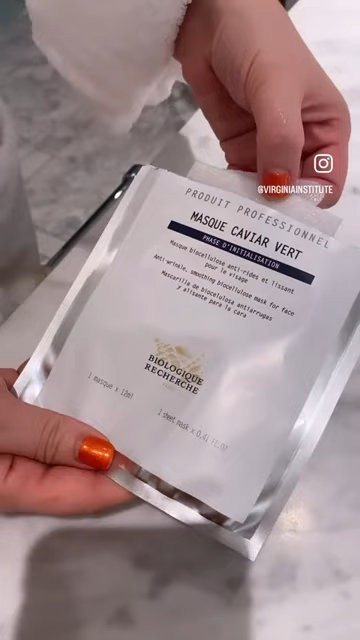 @VIRGINIAINSTITUTE
PRODUIT PROFESSIONNEL
MASQUE CAVIAR VERT
PHASE D'INITIALISATION
Masque biocellulose anti-rides et lissant
pour le visage
Anti-wrinkle, smoothing biocellulose mask for face
Mascarilla de biocelulosa antiarrugas
y alisante para la cara
BIOLOGIQUE
RECHERCHE
1 masque x 12ml
1 sheet mask x 0.41 FL.OZ